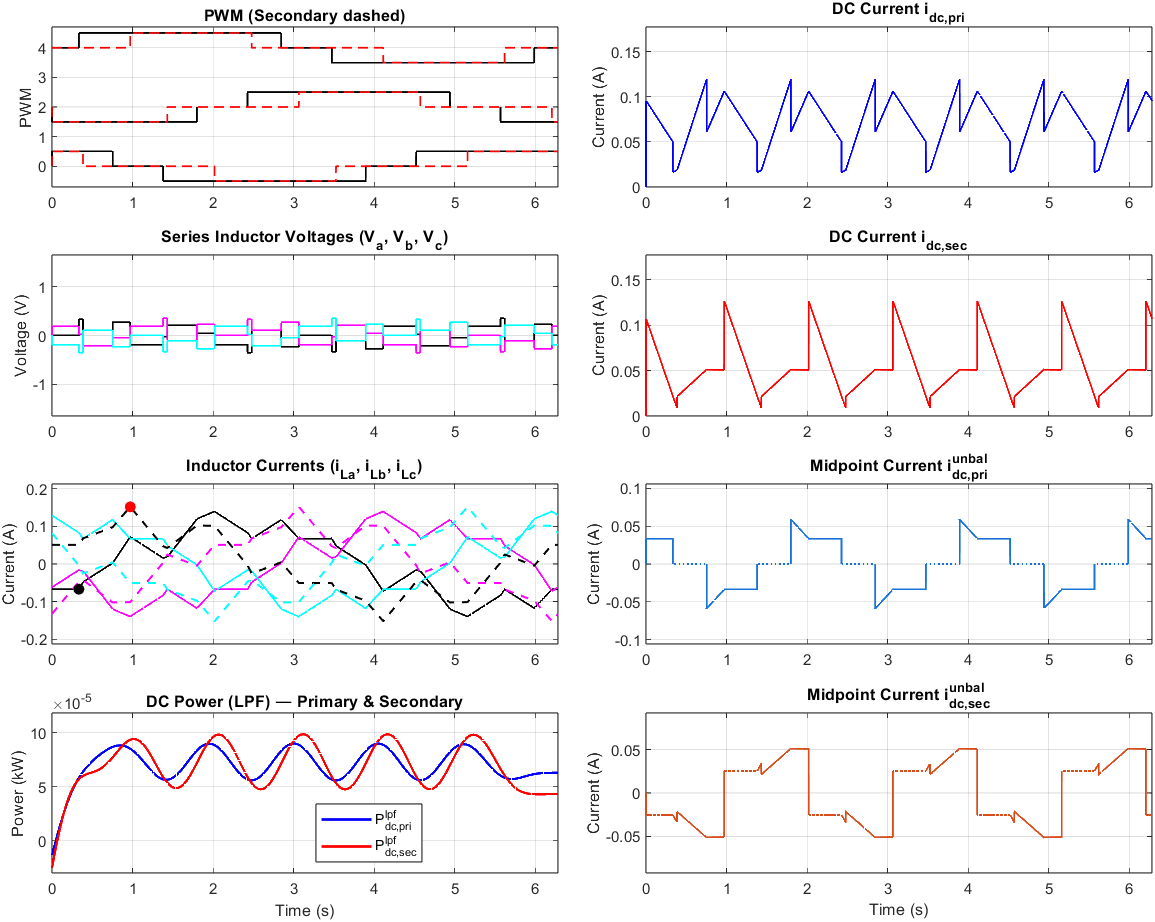 PWM (Secondary dashed)
PWM
4
3
2
1
0
0 1 2 3 4 5 6
DC Current i_dc,pri
Current (A)
0.15
0.1
0.05
0
0 1 2 3 4 5 6
Series Inductor Voltages (V_a, V_b, V_c)
Voltage (V)
1
0
-1
0 1 2 3 4 5 6
DC Current i_dc,sec
Current (A)
0.15
0.1
0.05
0
0 1 2 3 4 5 6
Inductor Currents (i_La, i_Lb, i_Lc)
Current (A)
0.2
0.1
0
-0.1
-0.2
0 1 2 3 4 5 6
Midpoint Current i_dc,pri^unbal
Current (A)
0.1
0.05
0
-0.05
-0.1
0 1 2 3 4 5 6
DC Power (LPF) — Primary & Secondary
×10^-5
Power (kW)
10
5
0
P_dc,pri^lpf
P_dc,sec^lpf
0 1 2 3 4 5 6
Time (s)
Midpoint Current i_dc,sec^unbal
Current (A)
0.05
0
-0.05
0 1 2 3 4 5 6
Time (s)